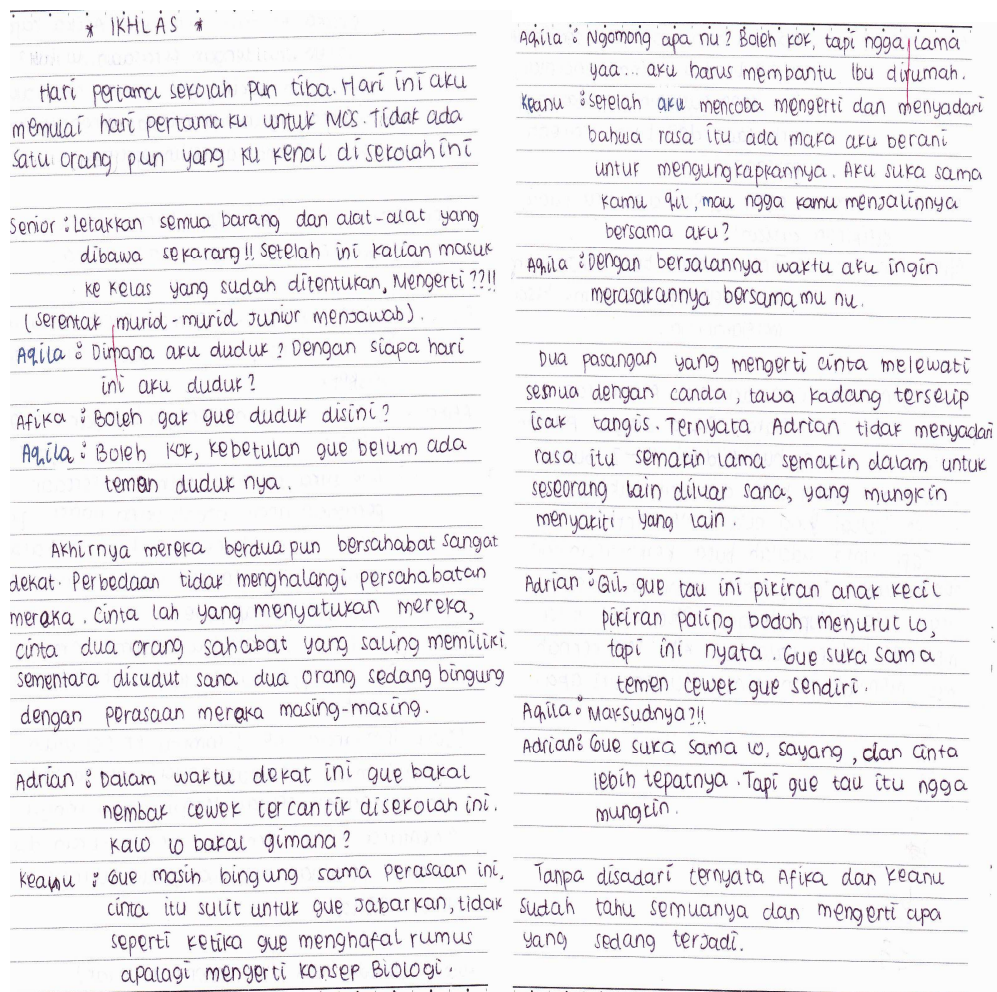 * IKHLAS *
Hari pertama sekolah pun tiba. Hari ini aku
memulai hari pertama ku untuk MOS. Tidak ada
satu orang pun yang ku kenal di sekolah ini
Senior : Letakkan semua barang dan alat-alat yang
dibawa sekarang!! Setelah ini kalian masuk
ke kelas yang sudah ditentukan, Mengerti??!!
(serentak murid-murid junior menjawab).
Aqila : Dimana aku duduk? Dengan siapa hari
ini aku duduk?
Afika : Boleh gak gue duduk disini?
Aqila : Boleh kok, kebetulan gue belum ada
temen duduk nya.
Akhirnya mereka berdua pun bersahabat sangat
dekat. Perbedaan tidak menghalangi persahabatan
mereka. Cinta lah yang menyatukan mereka,
cinta dua orang sahabat yang saling memiliki.
sementara disudut sana dua orang sedang bingung
dengan perasaan mereka masing-masing.
Adrian : Dalam waktu dekat ini gue bakal
nembak cewek tercantik disekolah ini.
kalo lo bakal gimana?
Keanu : Gue masih bingung sama perasaan ini,
cinta itu sulit untuk gue jabarkan, tidak
seperti ketika gue menghafal rumus
apalagi mengerti konsep Biologi.
Aqila : Ngomong apa nu? Boleh kok, tapi ngga lama
yaa... aku harus membantu Ibu dirumah.
Keanu : Setelah aku mencoba mengerti dan menyadari
bahwa rasa itu ada maka aku berani
untuk mengungkapkannya. Aku suka sama
kamu Qil, mau ngga kamu menjalinnya
bersama aku?
Aqila : Dengan berjalannya waktu aku ingin
merasakannya bersama mu nu.
Dua pasangan yang mengerti cinta melewati
semua dengan canda, tawa kadang terselip
isak tangis. Ternyata Adrian tidak menyadari
rasa itu semakin lama semakin dalam untuk
seseorang lain diluar sana, yang mungkin
menyakiti yang lain.
Adrian : Qil, gue tau ini pikiran anak kecil
pikiran paling bodoh menurut lo,
tapi ini nyata. Gue suka sama
temen cewek gue sendiri.
Aqila : Maksudnya?!!
Adrian : Gue suka sama lo, sayang, dan cinta
lebih tepatnya. Tapi gue tau itu ngga
mungkin.
Tanpa disadari ternyata Afika dan Keanu
sudah tahu semuanya dan mengerti apa
yang sedang terjadi.